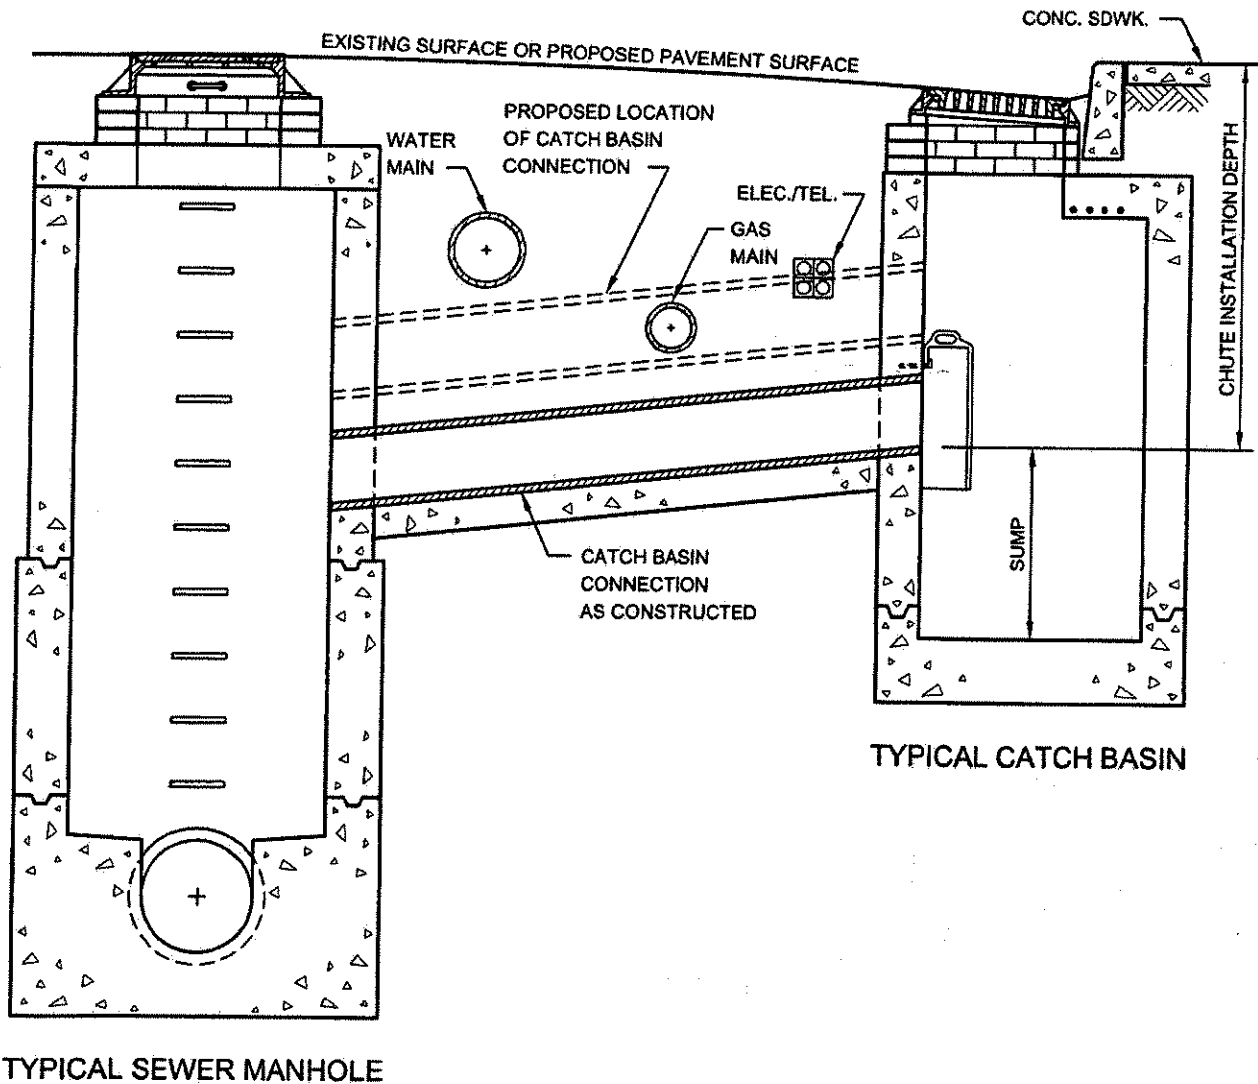 CONC. SDWK.
EXISTING SURFACE OR PROPOSED PAVEMENT SURFACE
WATER
MAIN
PROPOSED LOCATION
OF CATCH BASIN
CONNECTION
ELEC./TEL.
GAS
MAIN
CHUTE INSTALLATION DEPTH
SUMP
CATCH BASIN
CONNECTION
AS CONSTRUCTED
TYPICAL CATCH BASIN
TYPICAL SEWER MANHOLE